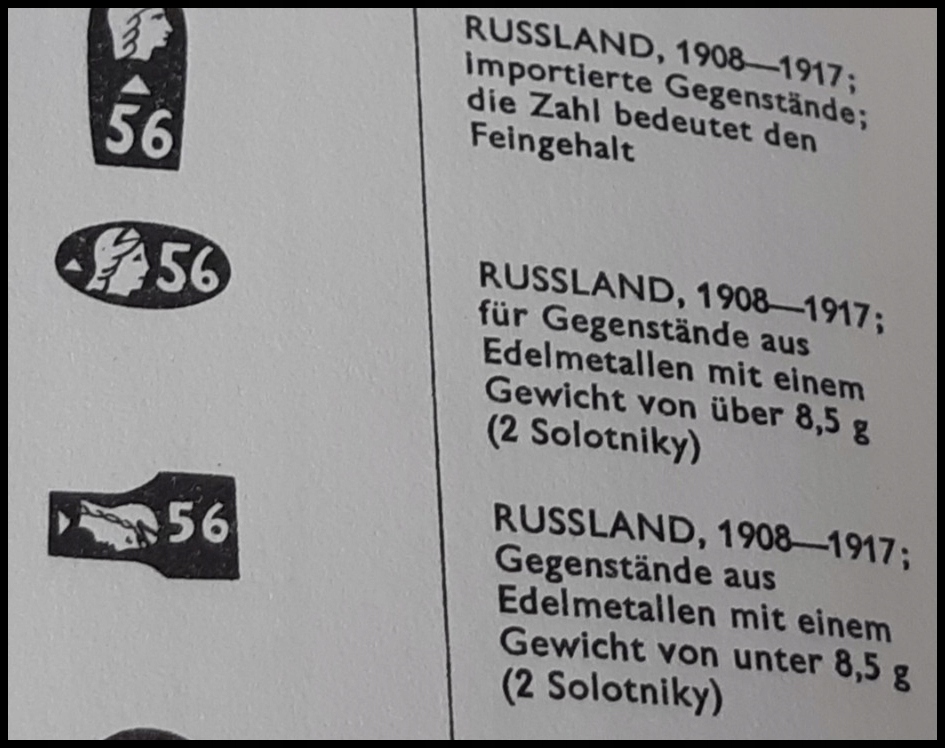 56
RUSSLAND, 1908—1917;
importierte Gegenstände;
die Zahl bedeutet den
Feingehalt
56
RUSSLAND, 1908—1917;
für Gegenstände aus
Edelmetallen mit einem
Gewicht von über 8,5 g
(2 Solotniky)
56
RUSSLAND, 1908—1917;
Gegenstände aus
Edelmetallen mit einem
Gewicht von unter 8,5 g
(2 Solotniky)